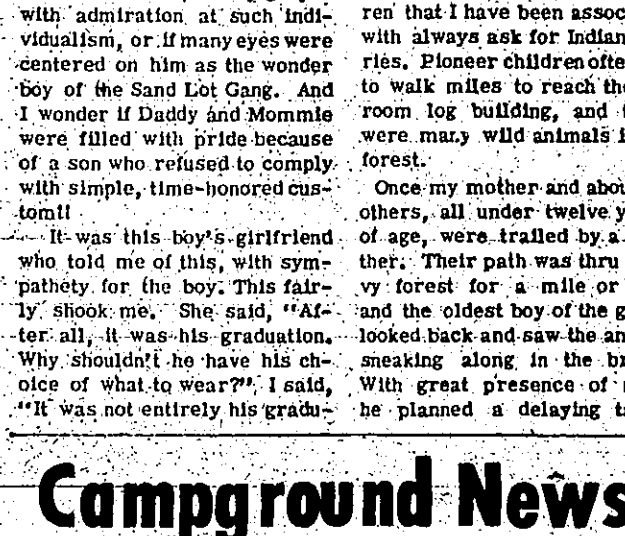 with admiration at such indi-
vidualism, or if many eyes were
centered on him as the wonder
boy of the Sand Lot Gang. And
I wonder if Daddy and Mommie
were filled with pride because
of a son who refused to comply
with simple, time-honored cus-
tom!!
It was this boy's girlfriend
who told me of this, with sym-
pathety for the boy. This fair-
ly shook me. She said, "Af-
ter all, it was his graduation.
Why shouldn't he have his ch-
oice of what to wear?" I said,
"It was not entirely his gradu-
ren that I have been assoc
with always ask for Indian
ries. Pioneer children ofte
to walk miles to reach the
room log building, and
were many wild animals i
forest.
Once my mother and abou
others, all under twelve y
of age, were trailed by a
ther. Their path was thru
vy forest for a mile or
and the oldest boy of the g
looked back and saw the an
sneaking along in the br
With great presence of
he planned a delaying ta
Campground News